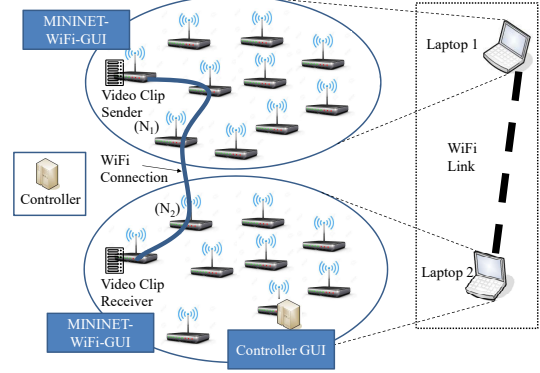 MININET-
WiFi-GUI
Laptop 1
Video Clip
Sender
(N₁)
WiFi
Connection
WiFi
Link
Controller
(N₂)
Laptop 2
Video Clip
Receiver
MININET-
WiFi-GUI
Controller GUI